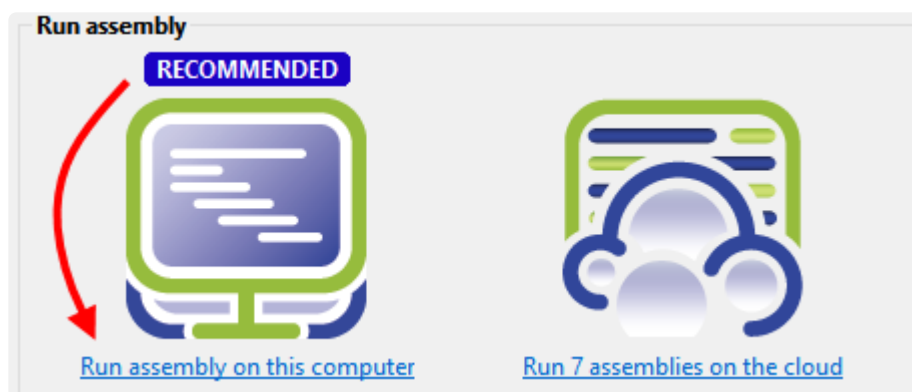 Run assembly
RECOMMENDED
Run assembly on this computer
Run 7 assemblies on the cloud